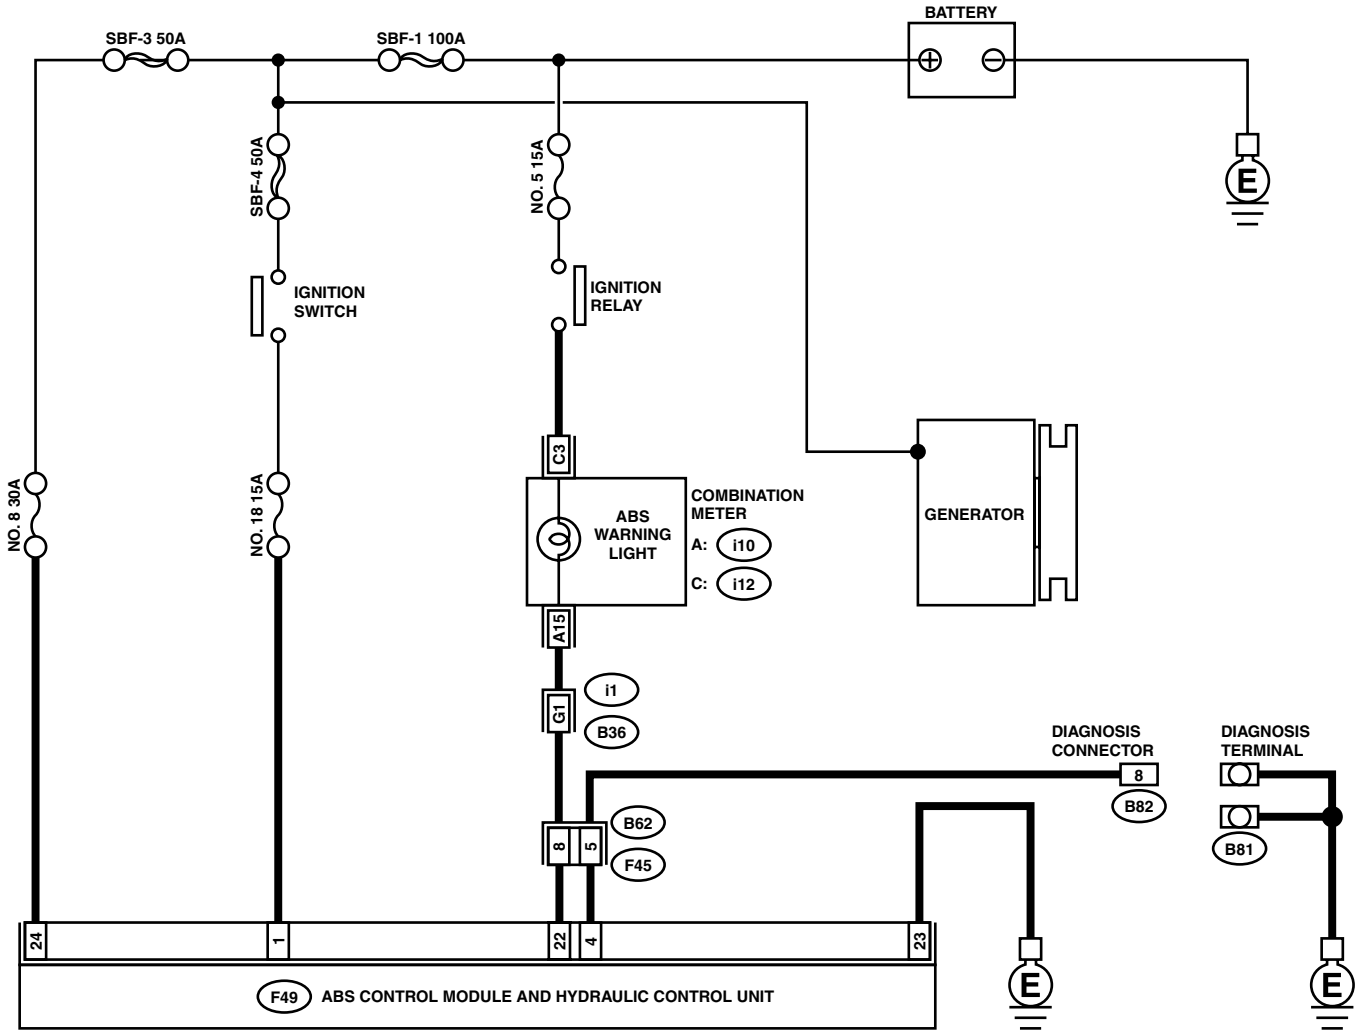 BATTERY
SBF-3 50A
SBF-1 100A
+
−
SBF-4 50A
NO. 5 15A
E
IGNITION
SWITCH
IGNITION
RELAY
C3
NO. 8 30A
NO. 18 15A
ABS
WARNING
LIGHT
COMBINATION
METER
A: i10
C: i12
GENERATOR
A15
i1
G1
B36
DIAGNOSIS
CONNECTOR
8
B82
DIAGNOSIS
TERMINAL
B81
B62
8
5
F45
24
1
22
4
23
E
E
F49
ABS CONTROL MODULE AND HYDRAULIC CONTROL UNIT